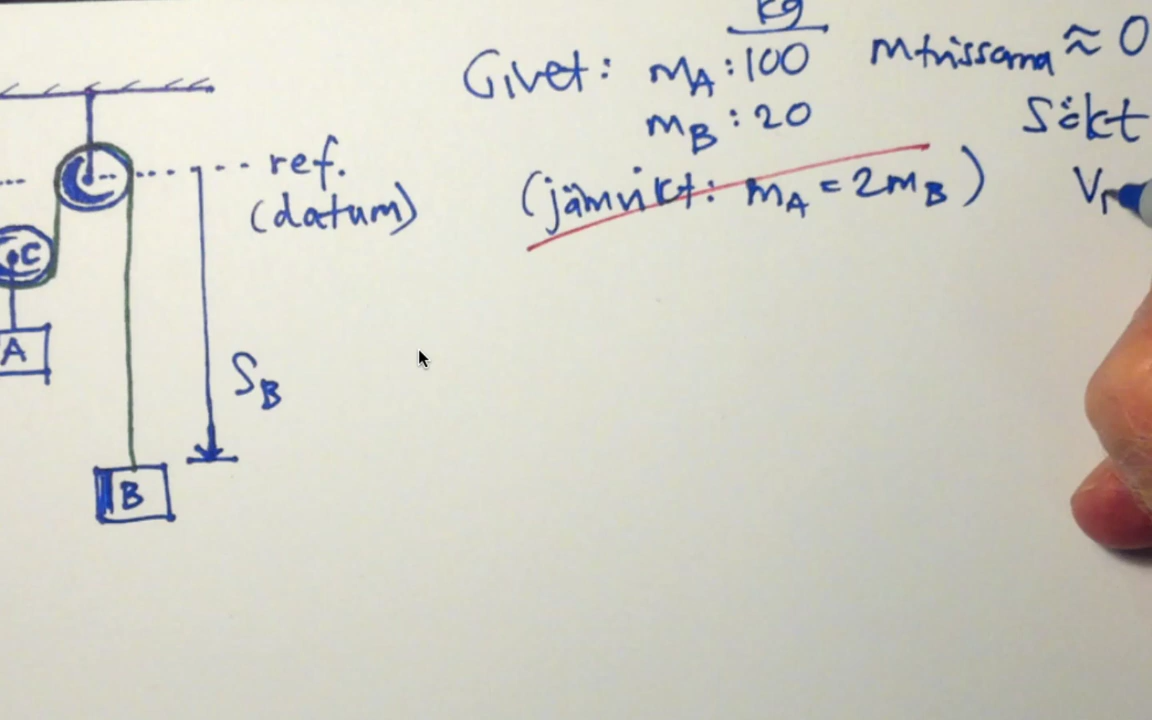 kg
Givet: mA : 100 mtrissorna ≈ 0
mB : 20
Sökt
(jämvikt: mA = 2mB)
V
ref.
(datum)
C
A
SB
B